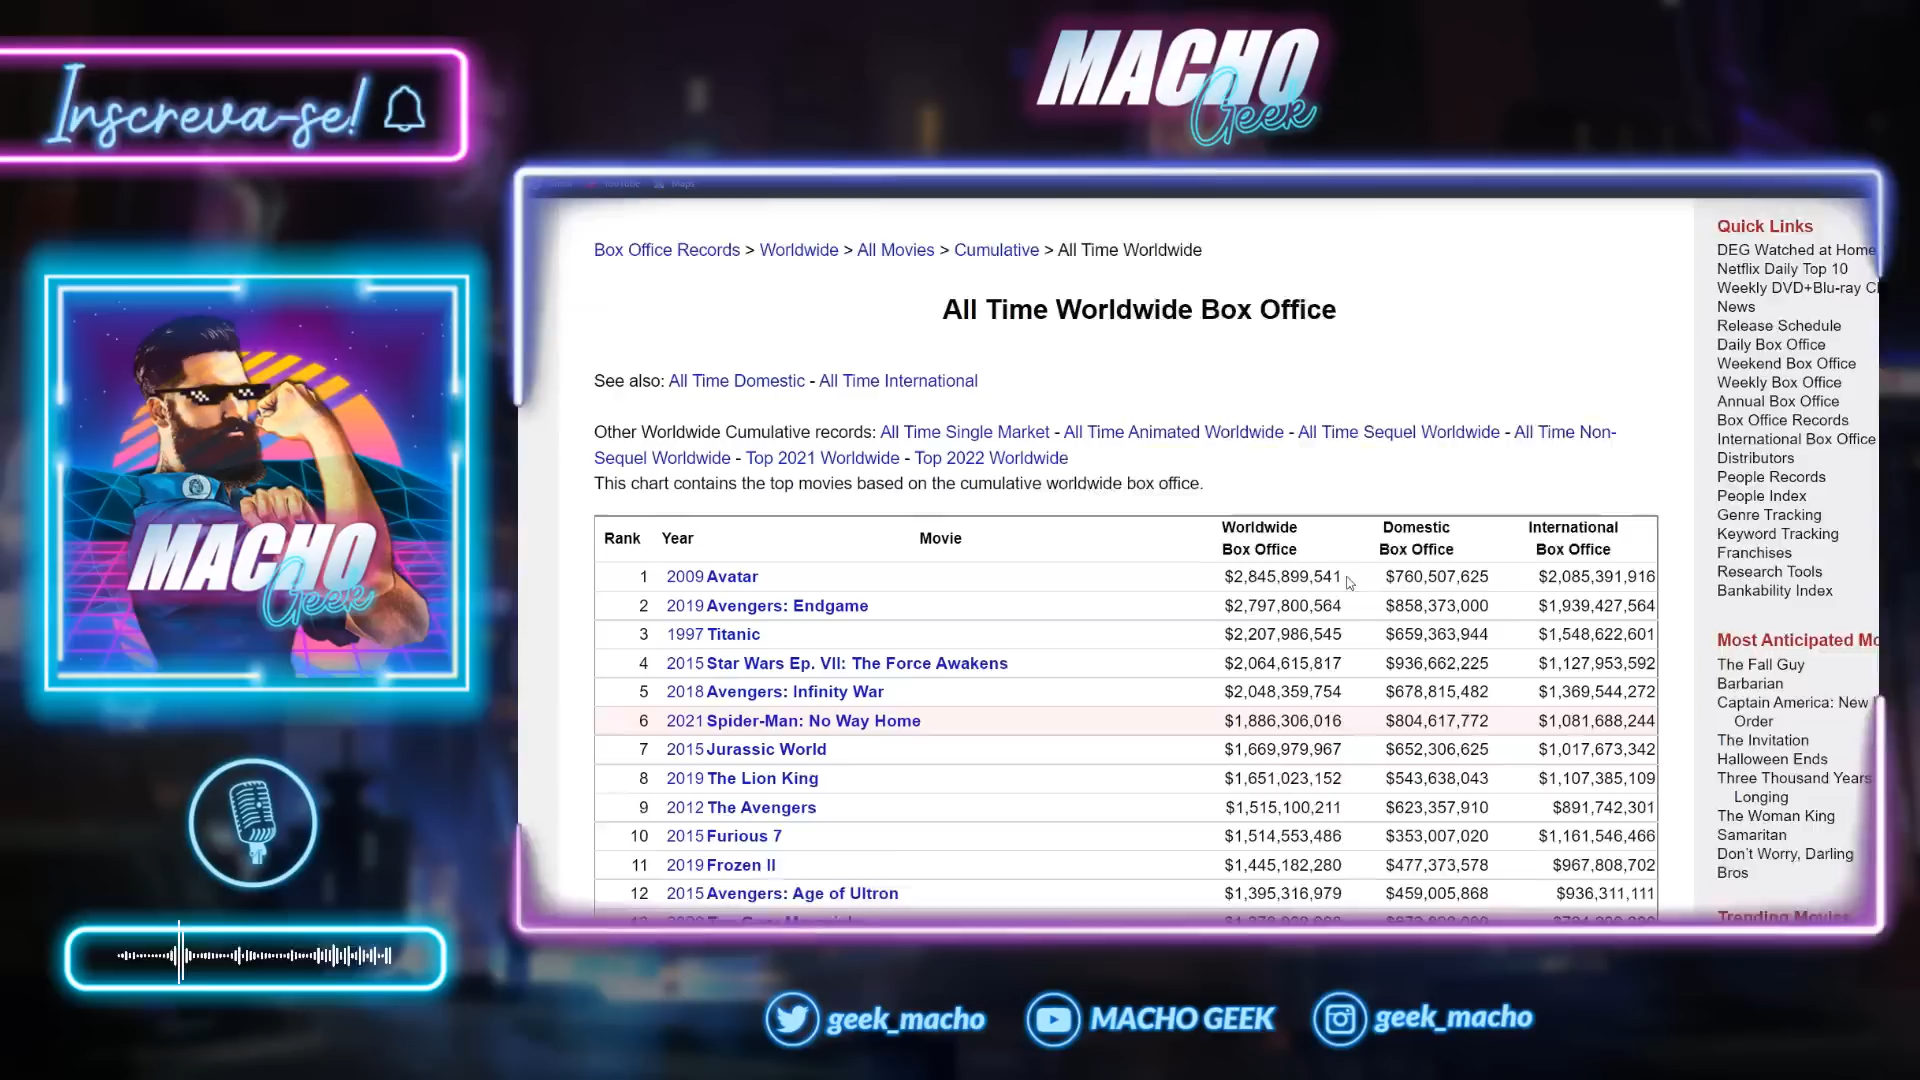 Inscreva-se!
MACHO
Geek
YouTube Maps
Box Office Records > Worldwide > All Movies > Cumulative > All Time Worldwide
All Time Worldwide Box Office
See also: All Time Domestic - All Time International
Other Worldwide Cumulative records: All Time Single Market - All Time Animated Worldwide - All Time Sequel Worldwide - All Time Non-
Sequel Worldwide - Top 2021 Worldwide - Top 2022 Worldwide
This chart contains the top movies based on the cumulative worldwide box office.
Rank Year Movie Worldwide Box Office Domestic Box Office International Box Office
1 2009 Avatar $2,845,899,541 $760,507,625 $2,085,391,916
2 2019 Avengers: Endgame $2,797,800,564 $858,373,000 $1,939,427,564
3 1997 Titanic $2,207,986,545 $659,363,944 $1,548,622,601
4 2015 Star Wars Ep. VII: The Force Awakens $2,064,615,817 $936,662,225 $1,127,953,592
5 2018 Avengers: Infinity War $2,048,359,754 $678,815,482 $1,369,544,272
6 2021 Spider-Man: No Way Home $1,886,306,016 $804,617,772 $1,081,688,244
7 2015 Jurassic World $1,669,979,967 $652,306,625 $1,017,673,342
8 2019 The Lion King $1,651,023,152 $543,638,043 $1,107,385,109
9 2012 The Avengers $1,515,100,211 $623,357,910 $891,742,301
10 2015 Furious 7 $1,514,553,486 $353,007,020 $1,161,546,466
11 2019 Frozen II $1,445,182,280 $477,373,578 $967,808,702
12 2015 Avengers: Age of Ultron $1,395,316,979 $459,005,868 $936,311,111
Quick Links
DEG Watched at Home
Netflix Daily Top 10
Weekly DVD+Blu-ray C
News
Release Schedule
Daily Box Office
Weekend Box Office
Weekly Box Office
Annual Box Office
Box Office Records
International Box Office
Distributors
People Records
People Index
Genre Tracking
Keyword Tracking
Franchises
Research Tools
Bankability Index
Most Anticipated Mo
The Fall Guy
Barbarian
Captain America: New
Order
The Invitation
Halloween Ends
Three Thousand Years
Longing
The Woman King
Samaritan
Don't Worry, Darling
Bros
Trending Movies
MACHO
Geek
geek_macho
MACHO GEEK
geek_macho